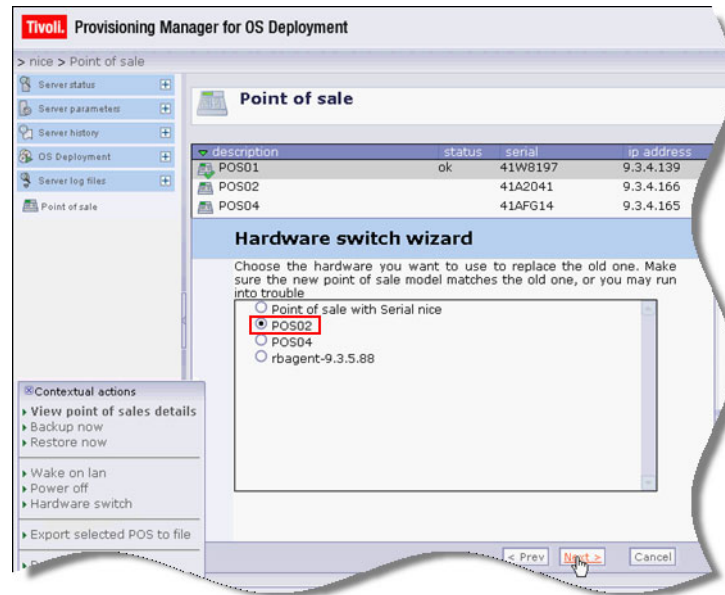 Tivoli. Provisioning Manager for OS Deployment
> nice > Point of sale
Server status
Server parameters
Server history
OS Deployment
Server log files
Point of sale
Point of sale
description status serial ip address
POS01 ok 41W8197 9.3.4.139
POS02 41A2041 9.3.4.166
POS04 41AFG14 9.3.4.165
Hardware switch wizard
Choose the hardware you want to use to replace the old one. Make
sure the new point of sale model matches the old one, or you may run
into trouble
Point of sale with Serial nice
POS02
POS04
rbagent-9.3.5.88
Contextual actions
View point of sales details
Backup now
Restore now
Wake on lan
Power off
Hardware switch
Export selected POS to file
< Prev Next > Cancel